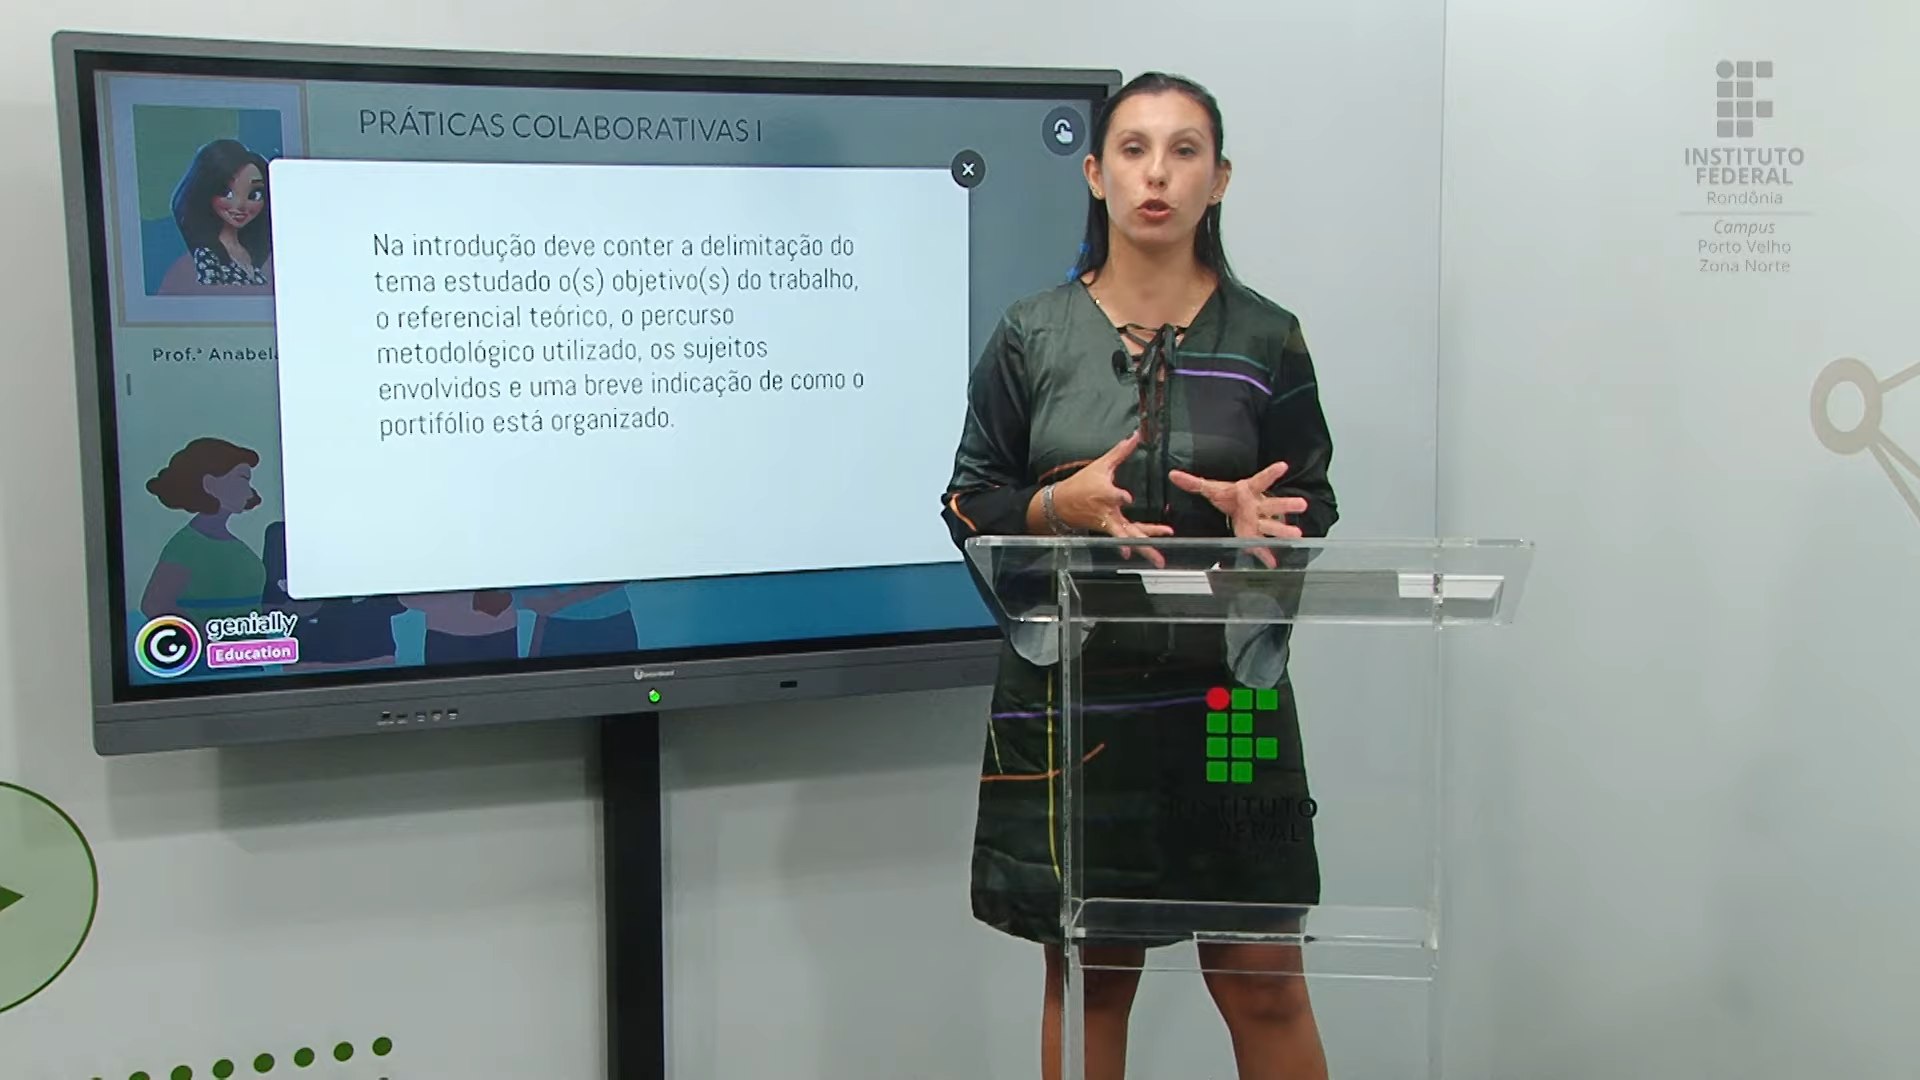 PRÁTICAS COLABORATIVAS I
Na introdução deve conter a delimitação do
tema estudado o(s) objetivo(s) do trabalho,
o referencial teórico, o percurso
metodológico utilizado, os sujeitos
envolvidos e uma breve indicação de como o
portifólio está organizado.
Prof.ª Anabel
genially
Education
INSTITUTO
FEDERAL
Rondônia
Campus
Porto Velho
Zona Norte
INSTITUTO